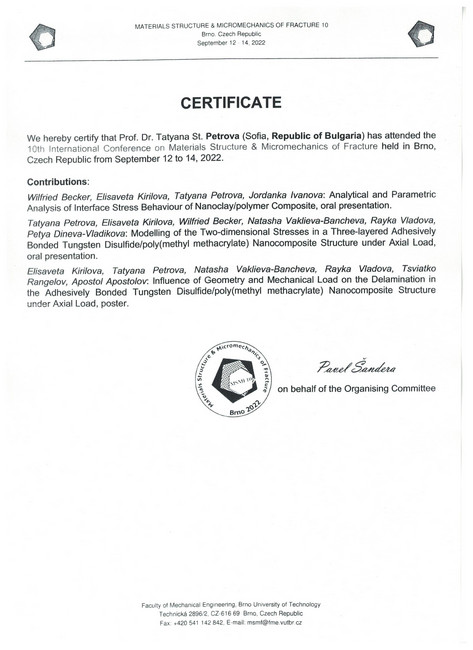 MATERIALS STRUCTURE & MICROMECHANICS OF FRACTURE 10
Brno, Czech Republic
September 12 14, 2022
CERTIFICATE
We hereby certify that Prof. Dr. Tatyana St. Petrova (Sofia, Republic of Bulgaria) has attended the
10th International Conference on Materials Structure & Micromechanics of Fracture held in Brno,
Czech Republic from September 12 to 14, 2022.
Contributions:
Wilfried Becker, Elisaveta Kirilova, Tatyana Petrova, Jordanka Ivanova: Analytical and Parametric
Analysis of Interface Stress Behaviour of Nanoclay/polymer Composite, oral presentation.
Tatyana Petrova, Elisaveta Kirilova, Wilfried Becker, Natasha Vaklieva-Bancheva, Rayka Vladova,
Petya Dineva-Vladikova: Modelling of the Two-dimensional Stresses in a Three-layered Adhesively
Bonded Tungsten Disulfide/poly(methyl methacrylate) Nanocomposite Structure under Axial Load,
oral presentation.
Elisaveta Kirilova, Tatyana Petrova, Natasha Vaklieva-Bancheva, Rayka Vladova, Tsviatko
Rangelov, Apostol Apostolov: Influence of Geometry and Mechanical Load on the Delamination in
the Adhesively Bonded Tungsten Disulfide/poly(methyl methacrylate) Nanocomposite Structure
under Axial Load, poster.
Materials Structure & Micromechanics of Fracture
Brno 2022
Pavel Šandera
on behalf of the Organising Committee
Faculty of Mechanical Engineering, Brno University of Technology
Technická 2896/2, CZ 616 69 Brno, Czech Republic
Fax: +420 541 142 842, E-mail: msmf@fme.vutbr.cz